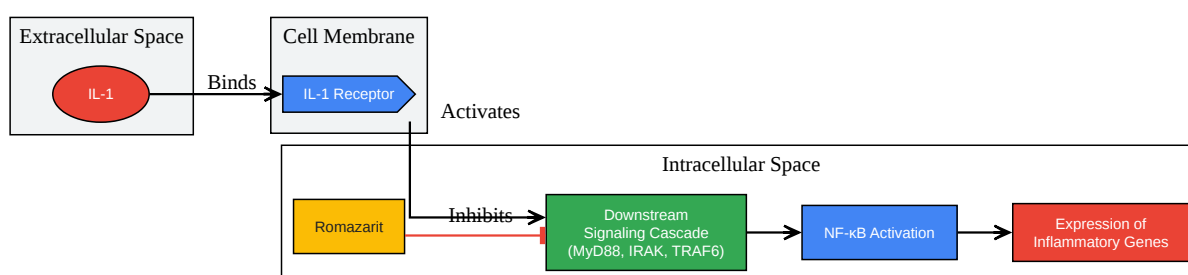 Extracellular Space
Cell Membrane
IL-1
Binds
IL-1 Receptor
Activates
Intracellular Space
Romazarit
Inhibits
Downstream
Signaling Cascade
(MyD88, IRAK, TRAF6)
NF-κB Activation
Expression of
Inflammatory Genes